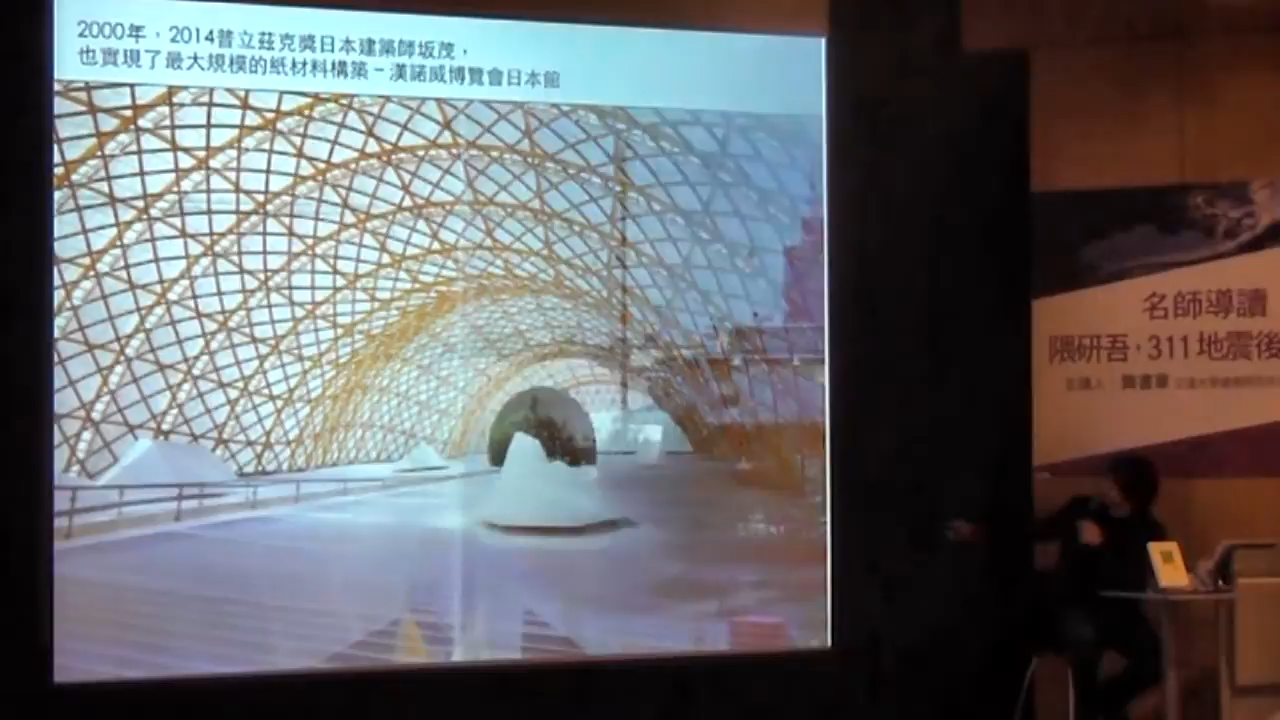 2000年，2014普立茲克獎日本建築師坂茂，
也實現了最大規模的紙材料構築－漢諾威博覽會日本館
名師導讀
隈研吾，311地震後